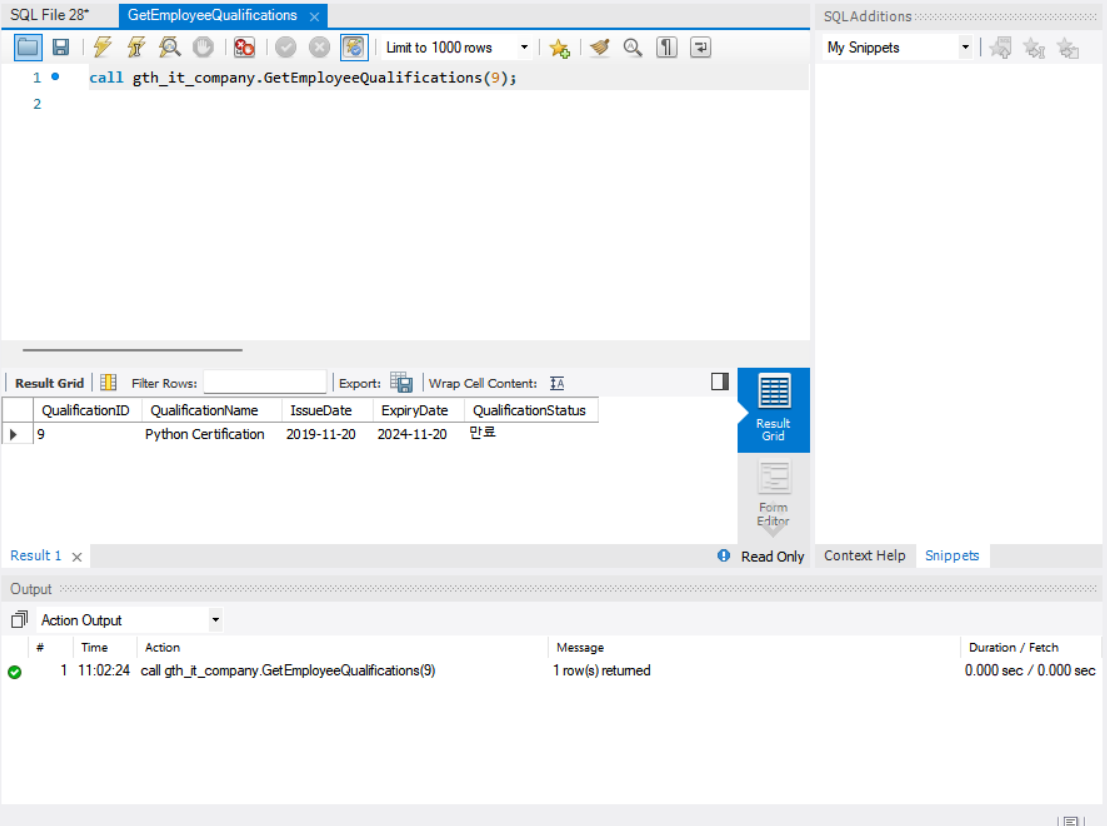 SQL File 28*
GetEmployeeQualifications
SQLAdditions
Limit to 1000 rows
My Snippets
1 call gth_it_company.GetEmployeeQualifications(9);
2
Result Grid Filter Rows: Export: Wrap Cell Content:
QualificationID QualificationName IssueDate ExpiryDate QualificationStatus
9 Python Certification 2019-11-20 2024-11-20 만료
Result
Grid
Form
Editor
Result 1
Read Only
Context Help Snippets
Output
Action Output
# Time Action Message Duration / Fetch
1 11:02:24 call gth_it_company.GetEmployeeQualifications(9) 1 row(s) returned 0.000 sec / 0.000 sec